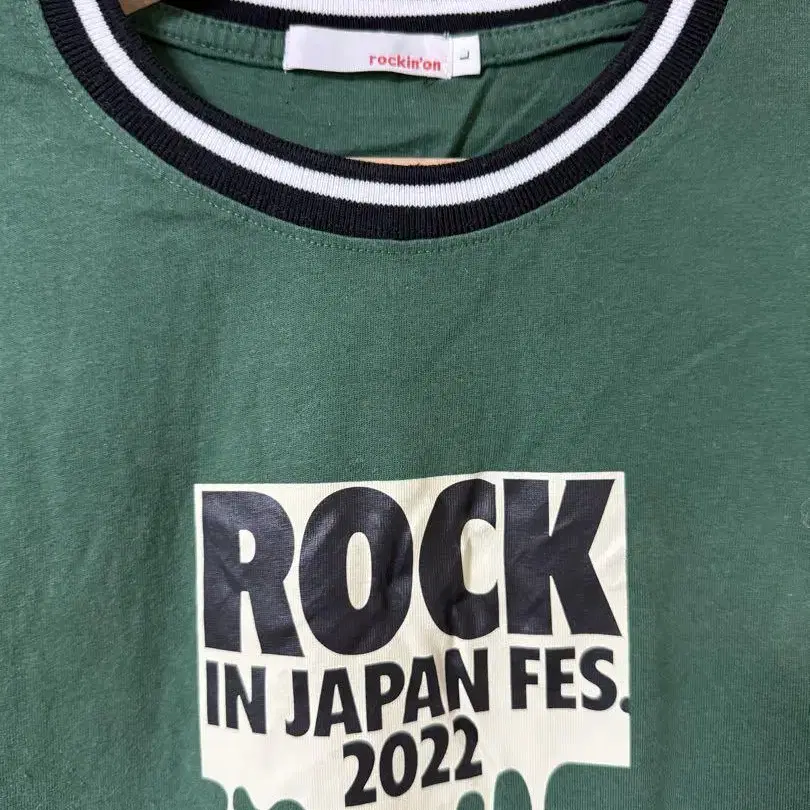 rockin'on
L
ROCK
IN JAPAN FES.
2022